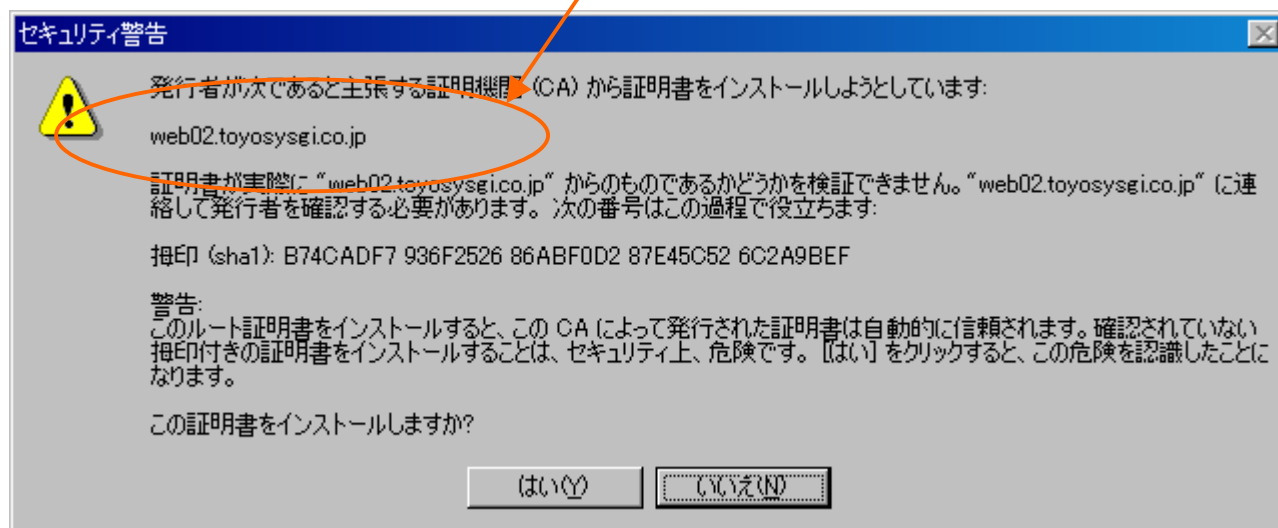 セキュリティ警告
発行者が次であると主張する証明機関 (CA) から証明書をインストールしようとしています:
web02.toyosysgi.co.jp
証明書が実際に "web02.toyosysgi.co.jp" からのものであるかどうかを検証できません。"web02.toyosysgi.co.jp" に連
絡して発行者を確認する必要があります。次の番号はこの過程で役立ちます:
拇印 (sha1): B74CADF7 936F2526 86ABF0D2 87E45C52 6C2A9BEF
警告:
このルート証明書をインストールすると、この CA によって発行された証明書は自動的に信頼されます。確認されていない
拇印付きの証明書をインストールすることは、セキュリティ上、危険です。[はい] をクリックすると、この危険を認識したことに
なります。
この証明書をインストールしますか?
はい(Y) いいえ(N)